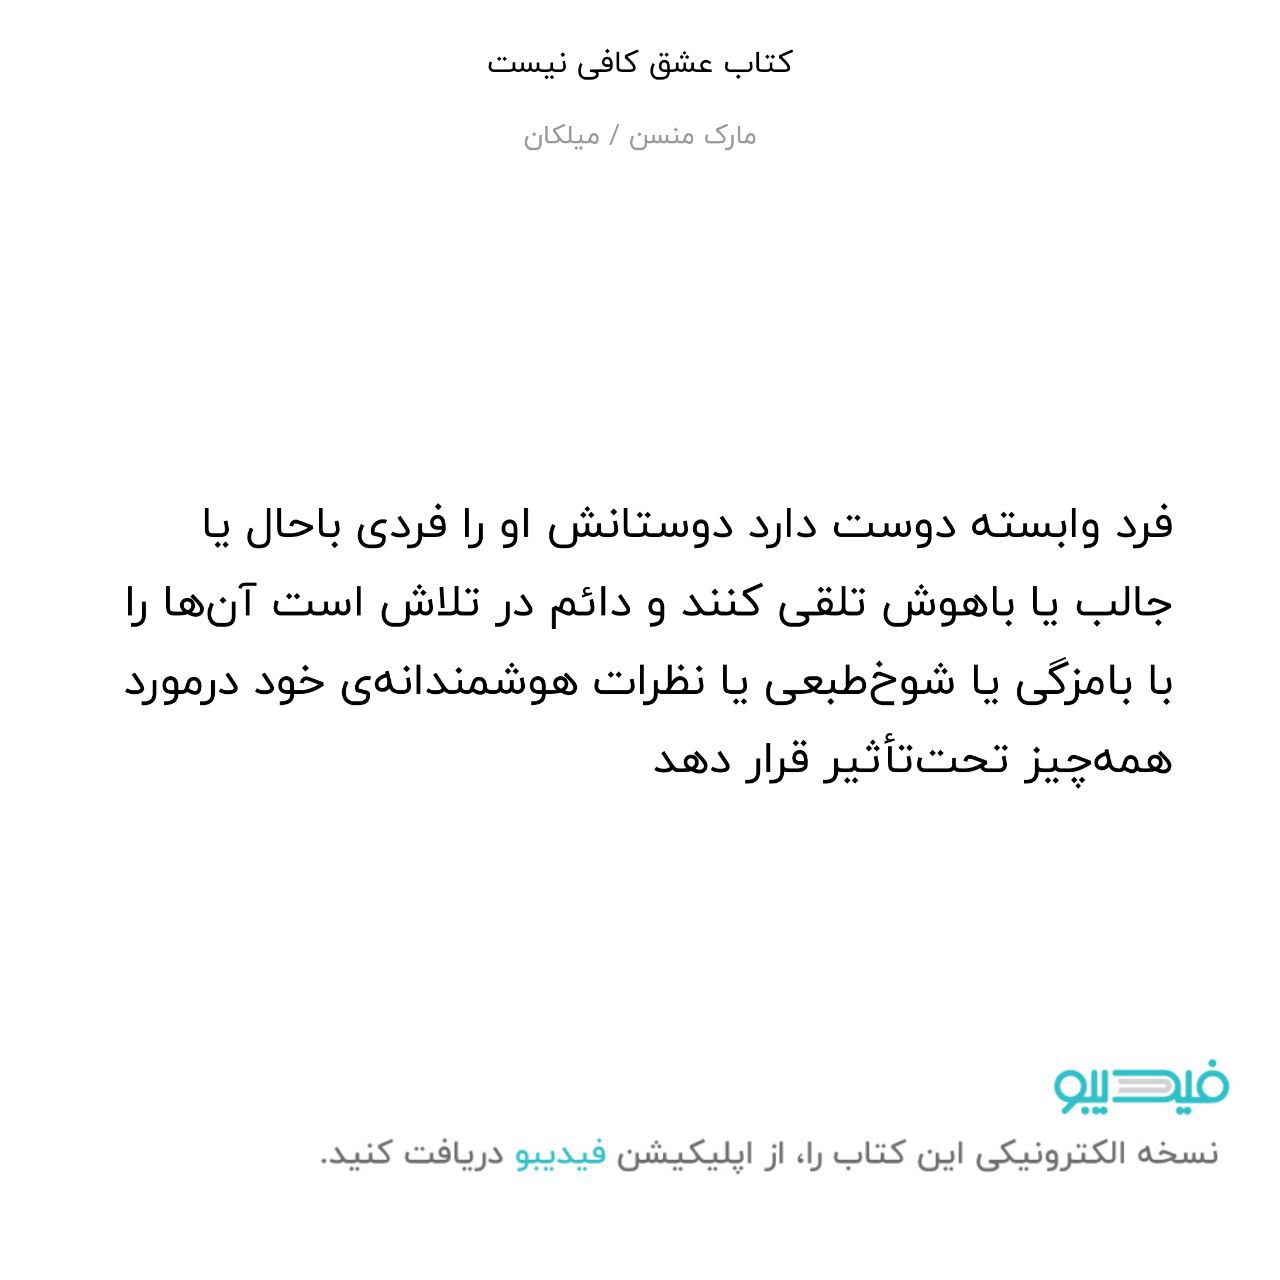 کتاب عشق کافی نیست
مارک منسن / میلکان
فرد وابسته دوست دارد دوستانش او را فردی باحال یا
جالب یا باهوش تلقی کنند و دائم در تلاش است آن‌ها را
با بامزگی یا شوخ‌طبعی یا نظرات هوشمندانه‌ی خود درمورد
همه‌چیز تحت‌تأثیر قرار دهد
فیدیبو
نسخه الکترونیکی این کتاب را، از اپلیکیشن فیدیبو دریافت کنید.